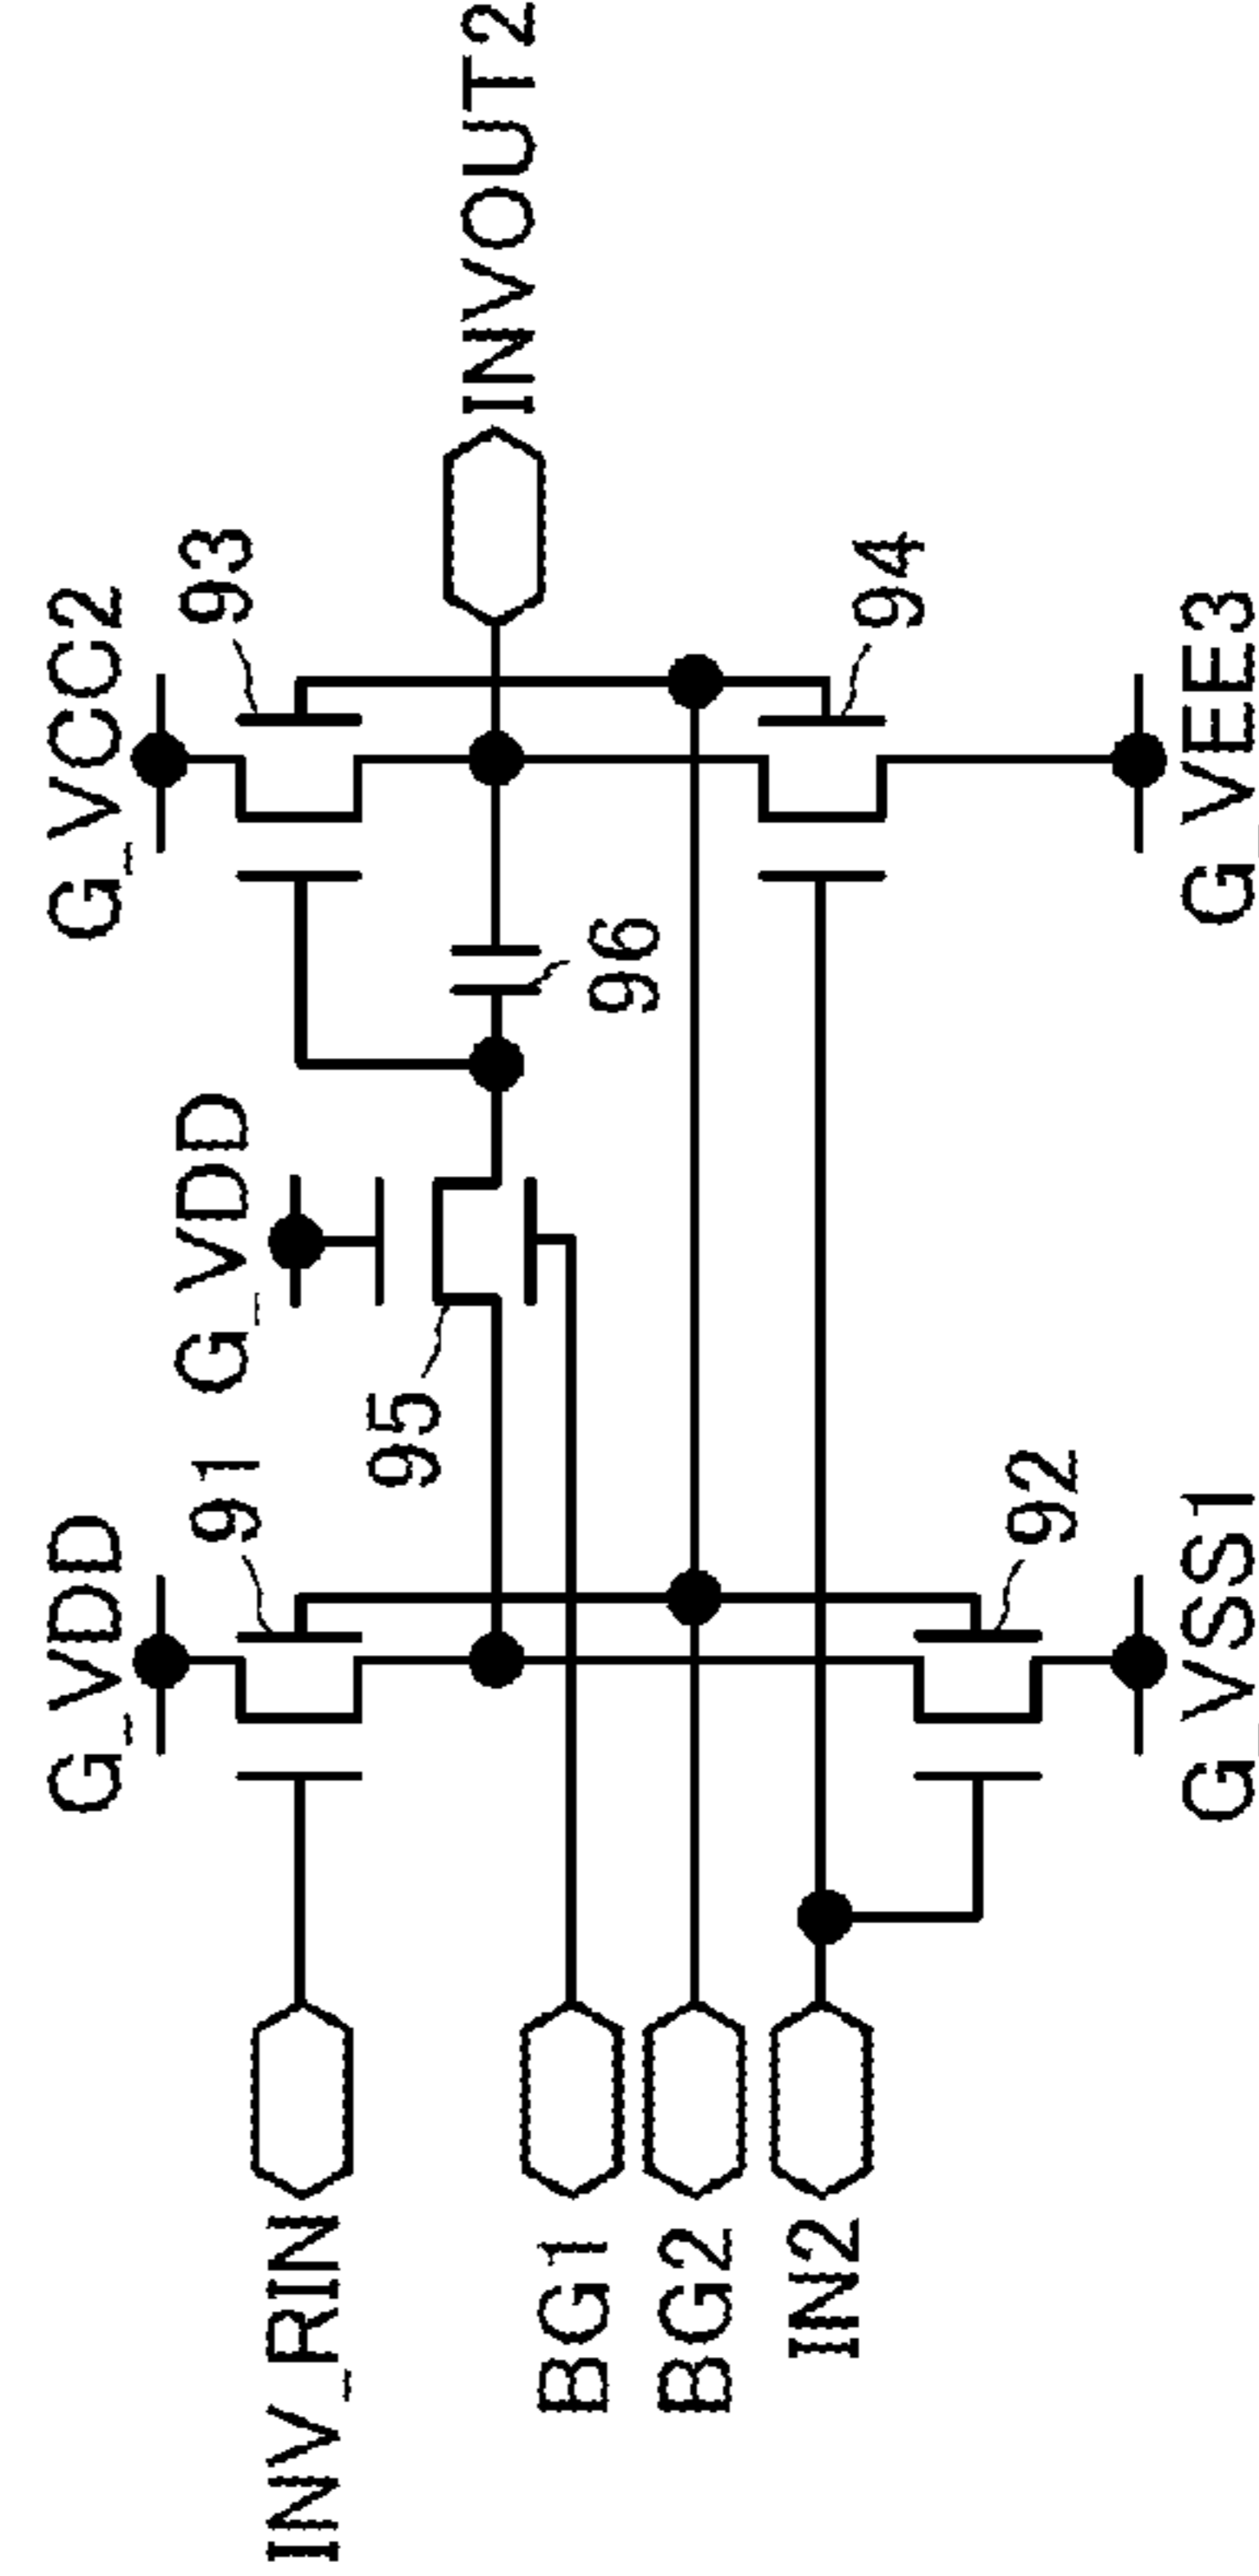 G_VDD
91
G_VDD
95
G_VCC2
93
INV_RIN
96
INVOUT2
BG1
BG2
IN2
94
92
G_VSS1
G_VEE3